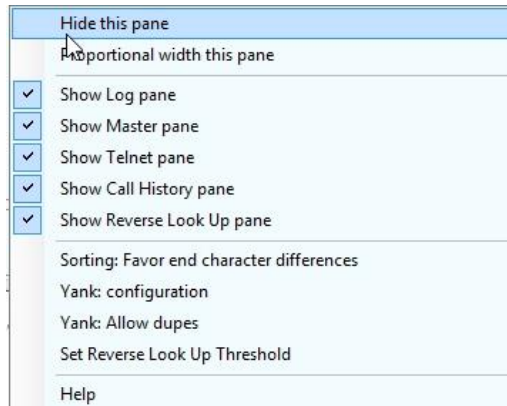 Hide this pane
Proportional width this pane
Show Log pane
Show Master pane
Show Telnet pane
Show Call History pane
Show Reverse Look Up pane
Sorting: Favor end character differences
Yank: configuration
Yank: Allow dupes
Set Reverse Look Up Threshold
Help